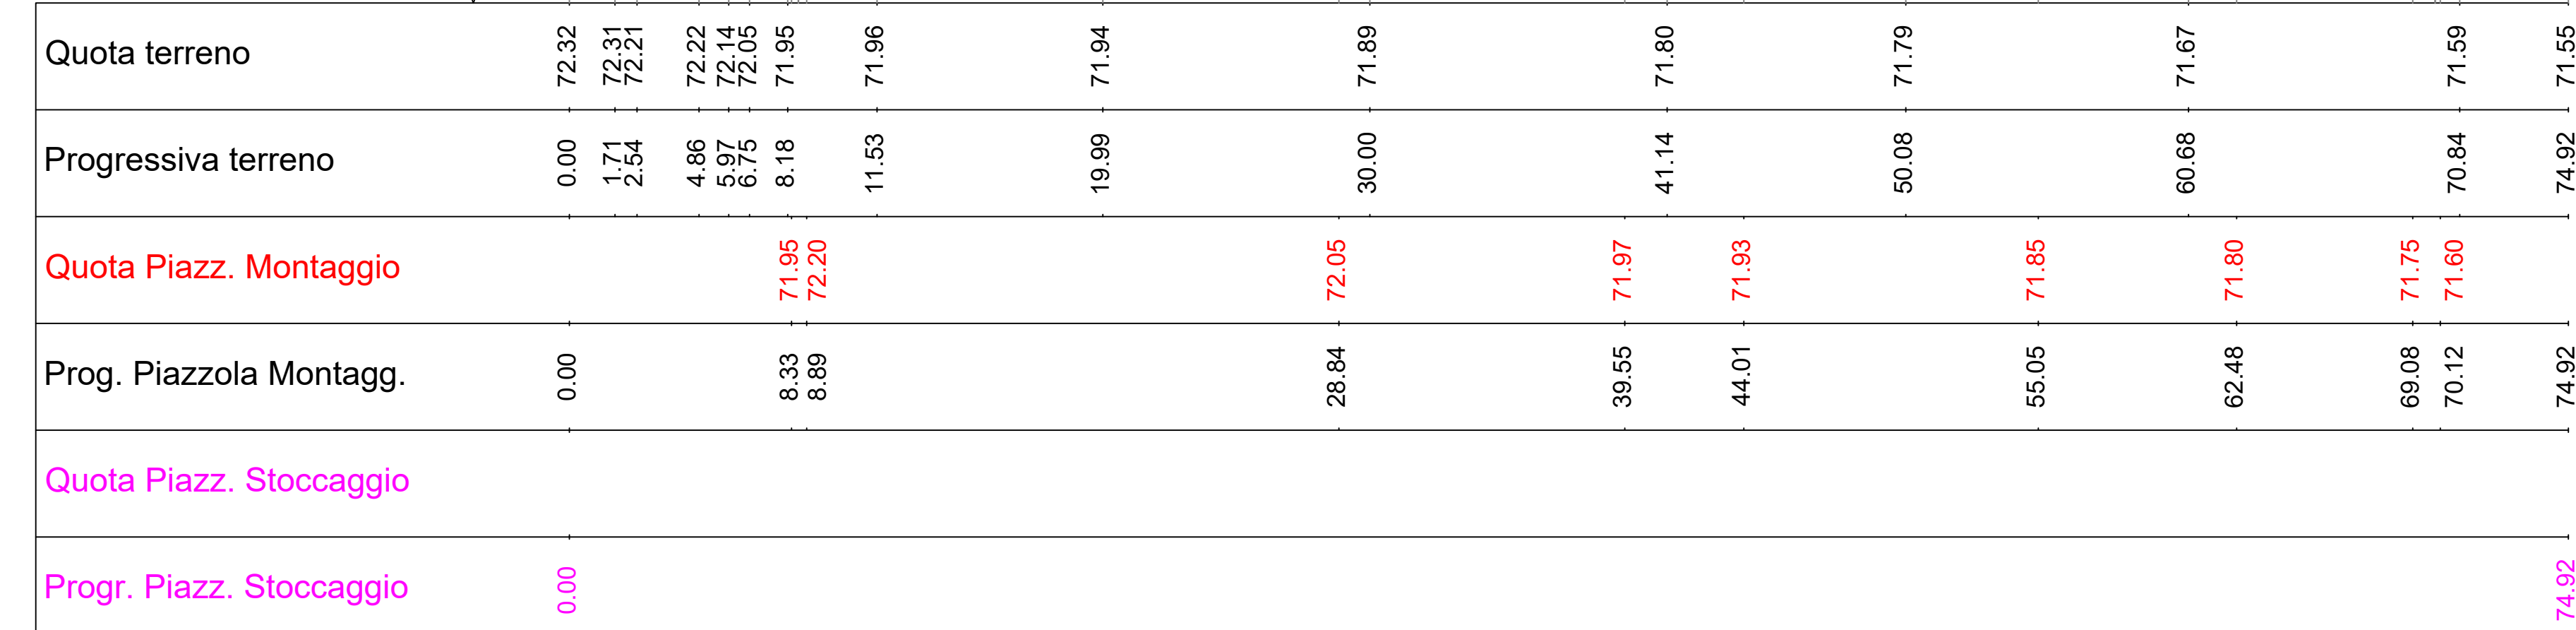 Quota terreno 72.32 72.31 72.21 72.22 72.14 72.05 71.95 71.96 71.94 71.89 71.80 71.79 71.67 71.59 71.55
Progressiva terreno 0.00 1.71 2.54 4.86 5.97 6.75 8.18 11.53 19.99 30.00 41.14 50.08 60.68 70.84 74.92
Quota Piazz. Montaggio 71.95 72.20 72.05 71.97 71.93 71.85 71.80 71.75 71.60
Prog. Piazzola Montagg. 0.00 8.33 8.89 28.84 39.55 44.01 55.05 62.48 69.08 70.12 74.92
Quota Piazz. Stoccaggio
Progr. Piazz. Stoccaggio 0.00 74.92